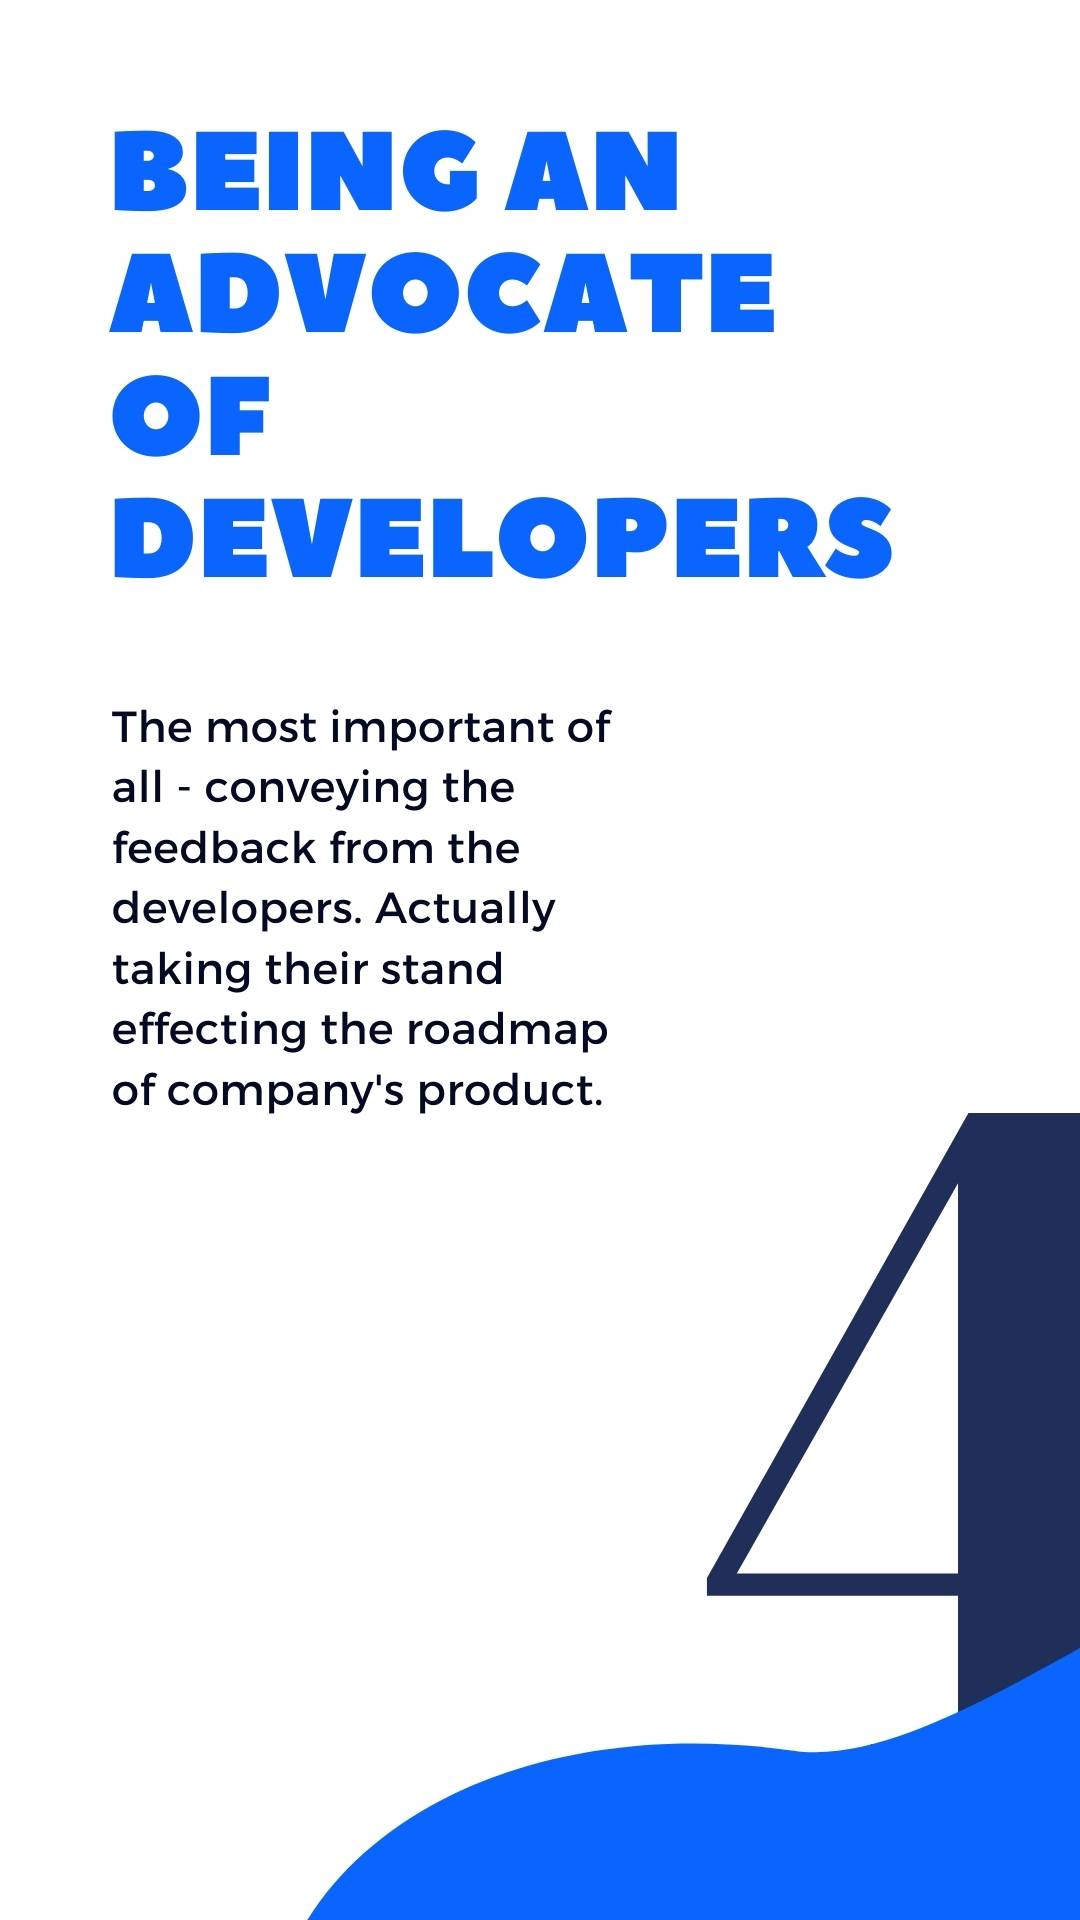 BEING AN
ADVOCATE
OF
DEVELOPERS
The most important of
all - conveying the
feedback from the
developers. Actually
taking their stand
effecting the roadmap
of company's product.
4